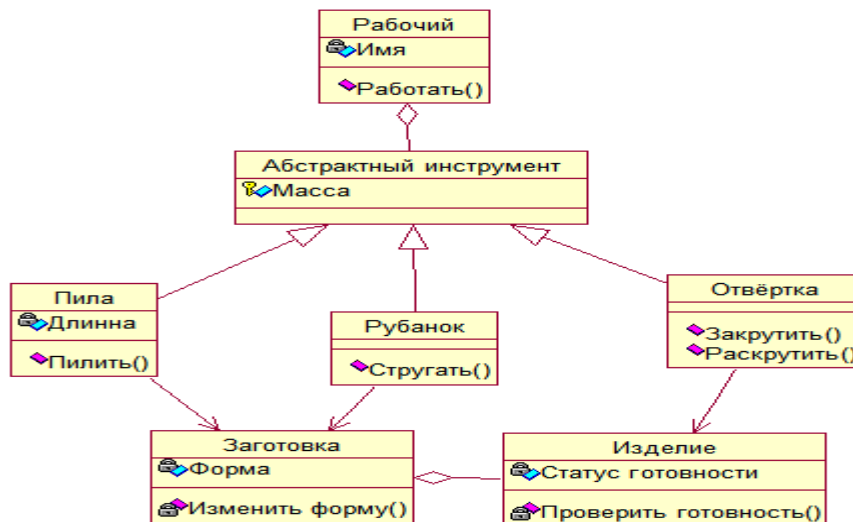 Рабочий
Имя
Работать()
Абстрактный инструмент
Масса
Пила
Длинна
Пилить()
Рубанок
Стругать()
Отвёртка
Закрутить()
Раскрутить()
Заготовка
Форма
Изменить форму()
Изделие
Статус готовности
Проверить готовность()